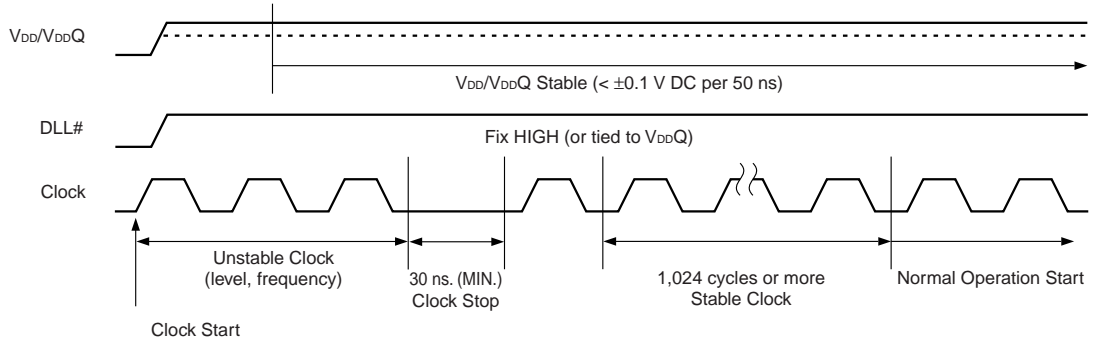 VDD/VDDQ
VDD/VDDQ Stable (< ±0.1 V DC per 50 ns)
DLL#
Fix HIGH (or tied to VDDQ)
Clock
Unstable Clock
(level, frequency)
30 ns. (MIN.)
Clock Stop
1,024 cycles or more
Stable Clock
Normal Operation Start
Clock Start